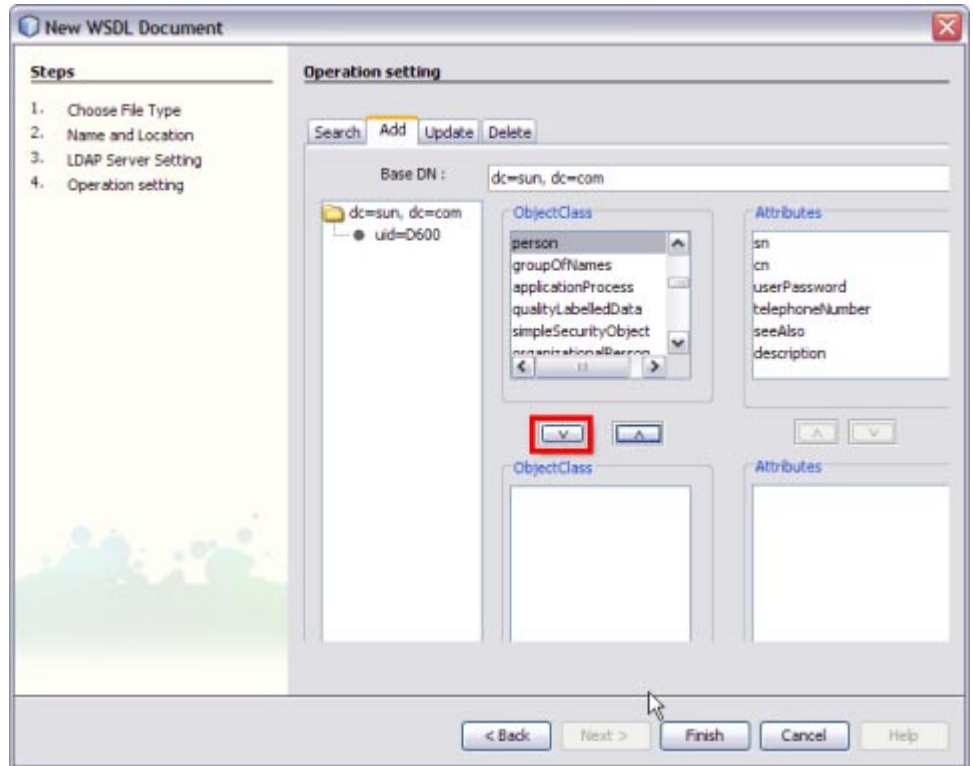 New WSDL Document
Steps
1. Choose File Type
2. Name and Location
3. LDAP Server Setting
4. Operation setting
Operation setting
Search Add Update Delete
Base DN : dc=sun, dc=com
dc=sun, dc=com
uid=D600
ObjectClass
person
groupOfNames
applicationProcess
qualityLabelledData
simpleSecurityObject
organizationalPerson
Attributes
sn
cn
userPassword
telephoneNumber
seeAlso
description
ObjectClass
Attributes
< Back Next > Finish Cancel Help